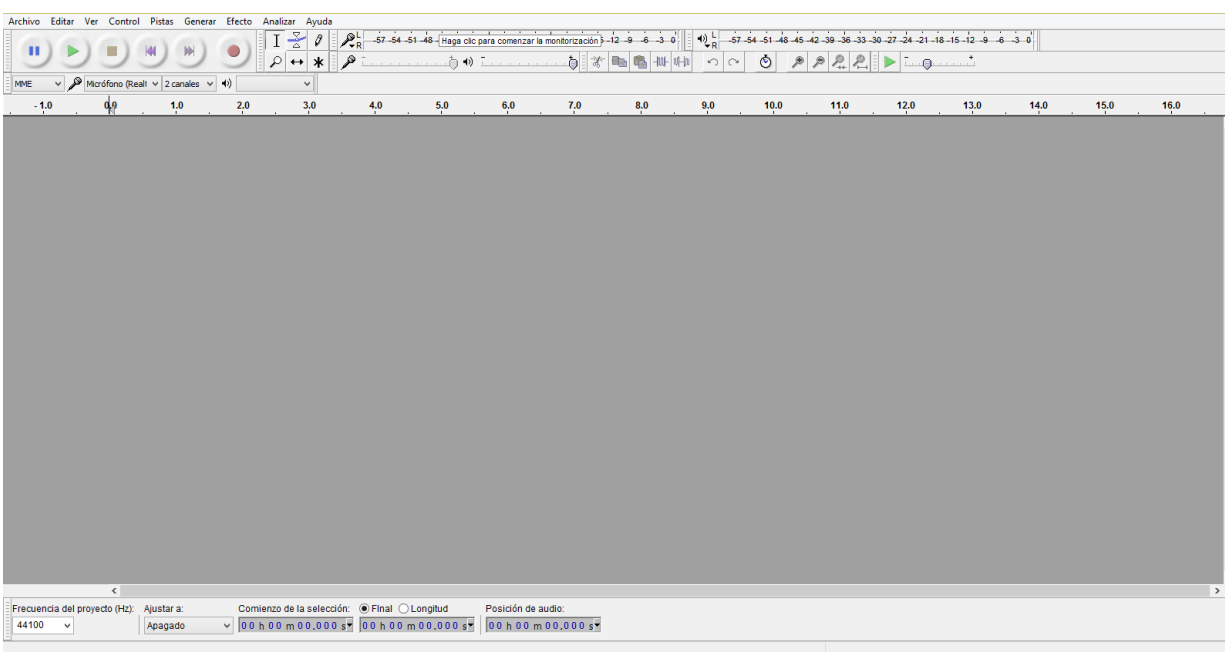 Archivo Editar Ver Control Pistas Generar Efecto Analizar Ayuda
L -57 -54 -51 -48 - Haga clic para comenzar la monitorización -12 -9 -6 -3 0 L -57 -54 -51 -48 -45 -42 -39 -36 -33 -30 -27 -24 -21 -18 -15 -12 -9 -6 -3 0
R R
- + - + - +
MME Micrófono (Realt 2 canales
-1.0 0.0 1.0 2.0 3.0 4.0 5.0 6.0 7.0 8.0 9.0 10.0 11.0 12.0 13.0 14.0 15.0 16.0
Frecuencia del proyecto (Hz): Ajustar a: Comienzo de la selección: FInal Longitud Posición de audio:
44100 Apagado 00 h 00 m 00.000 s 00 h 00 m 00.000 s 00 h 00 m 00.000 s